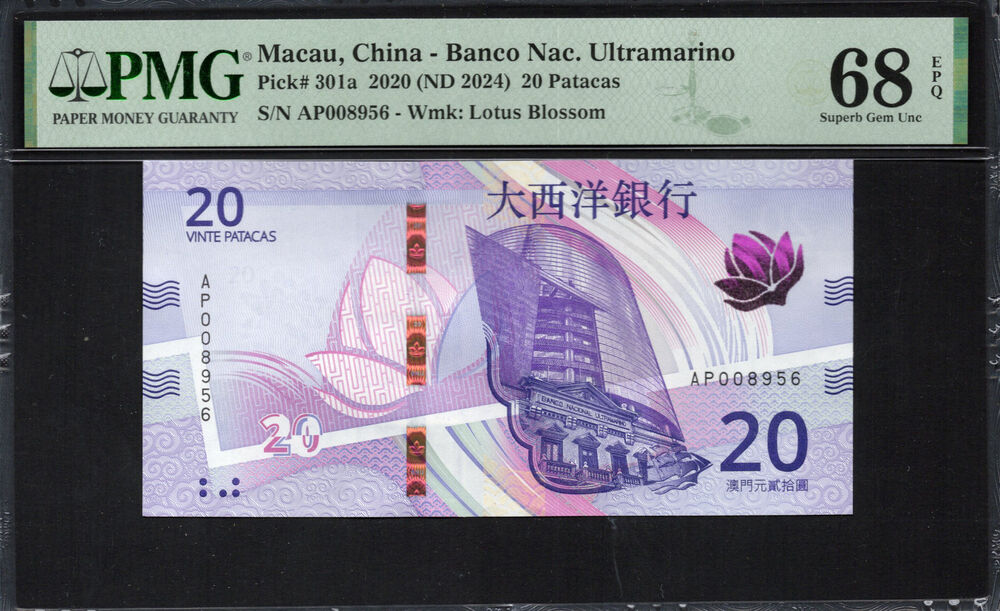 PMG®
PAPER MONEY GUARANTY
Macau, China - Banco Nac. Ultramarino
Pick# 301a 2020 (ND 2024) 20 Patacas
S/N AP008956 - Wmk: Lotus Blossom
68
EPQ
Superb Gem Unc
20
VINTE PATACAS
大西洋銀行
AP008956
BANCO NACIONAL ULTRAMARINO
AP008956
20
20
澳門元貳拾圓